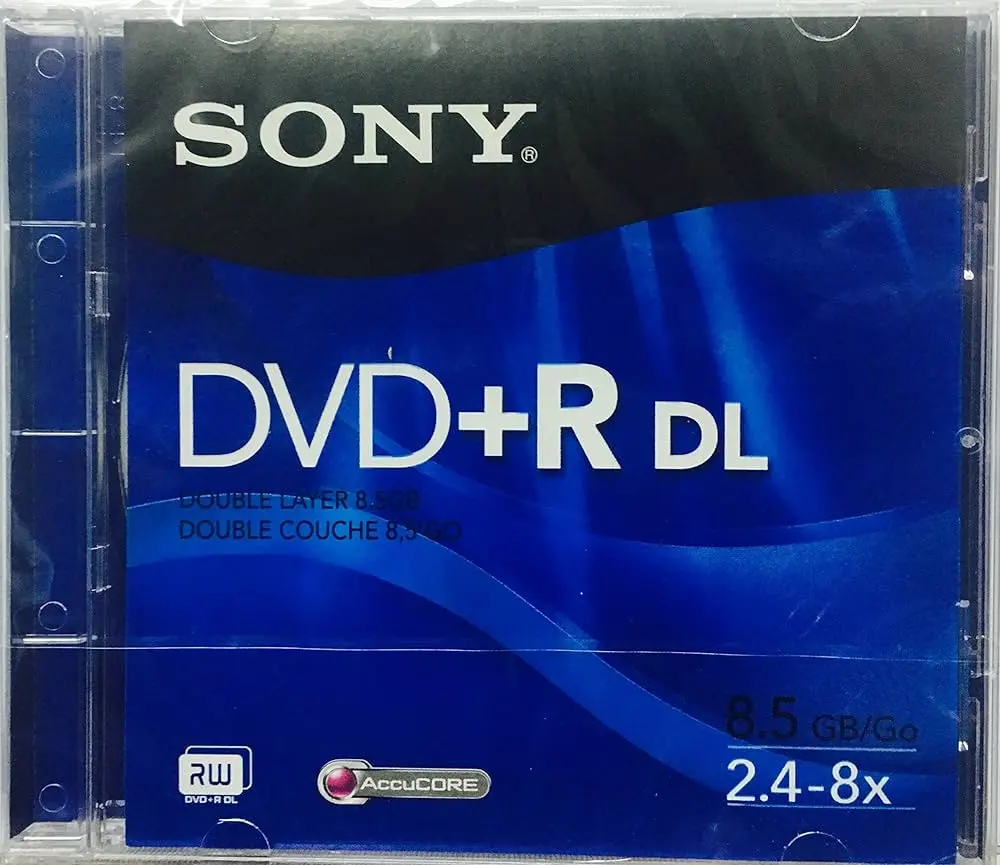 SONY®
DVD+R DL
DOUBLE LAYER 8.5GB
DOUBLE COUCHE 8,5 GO
8.5 GB/Go
2.4-8x
RW
DVD+R DL
AccuCORE